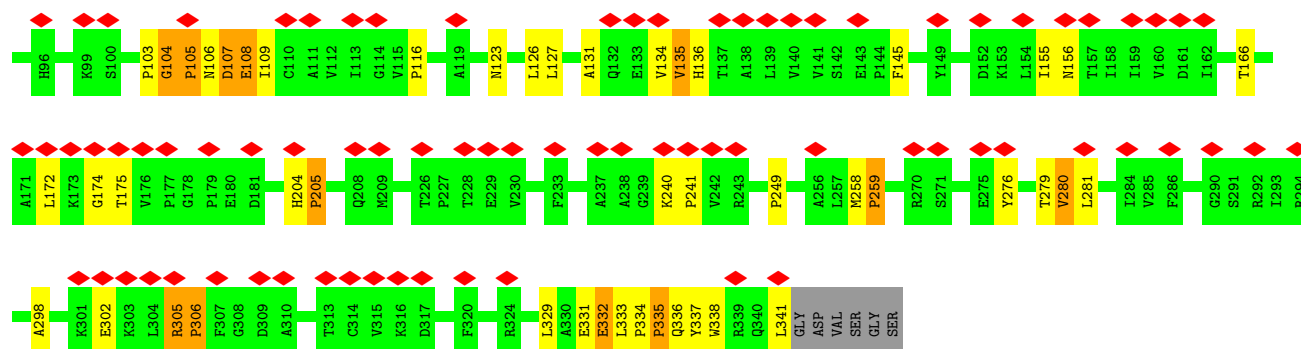 H96 K99 S100 P103 G104 P105 N106 D107 E108 I109 C110 A111 V112 I113 G114 V115 P116 A119 N123 L126 L127 A131 Q132 E133 V134 V135 H136 T137 A138 L139 V140 V141 S142 E143 P144 F145 Y149 D152 K153 L154 I155 N156 T157 I158 I159 V160 D161 I162 T166
A171 L172 K173 G174 T175 V176 P177 G178 P179 E180 D181 H204 P205 Q208 M209 T226 P227 T228 E229 V230 F233 A237 A238 G239 K240 P241 V242 R243 P249 A256 L257 M258 P259 R270 S271 E275 Y276 T279 V280 L281 I284 V285 F286 G290 S291 R292 I293
A298 K301 E302 K303 L304 R305 P306 F307 G308 D309 A310 T313 C314 V315 K316 D317 F320 R324 L329 A330 E331 E332 L333 P334 P335 Q336 Y337 W338 R339 Q340 L341 GLY ASP VAL SER GLY SER